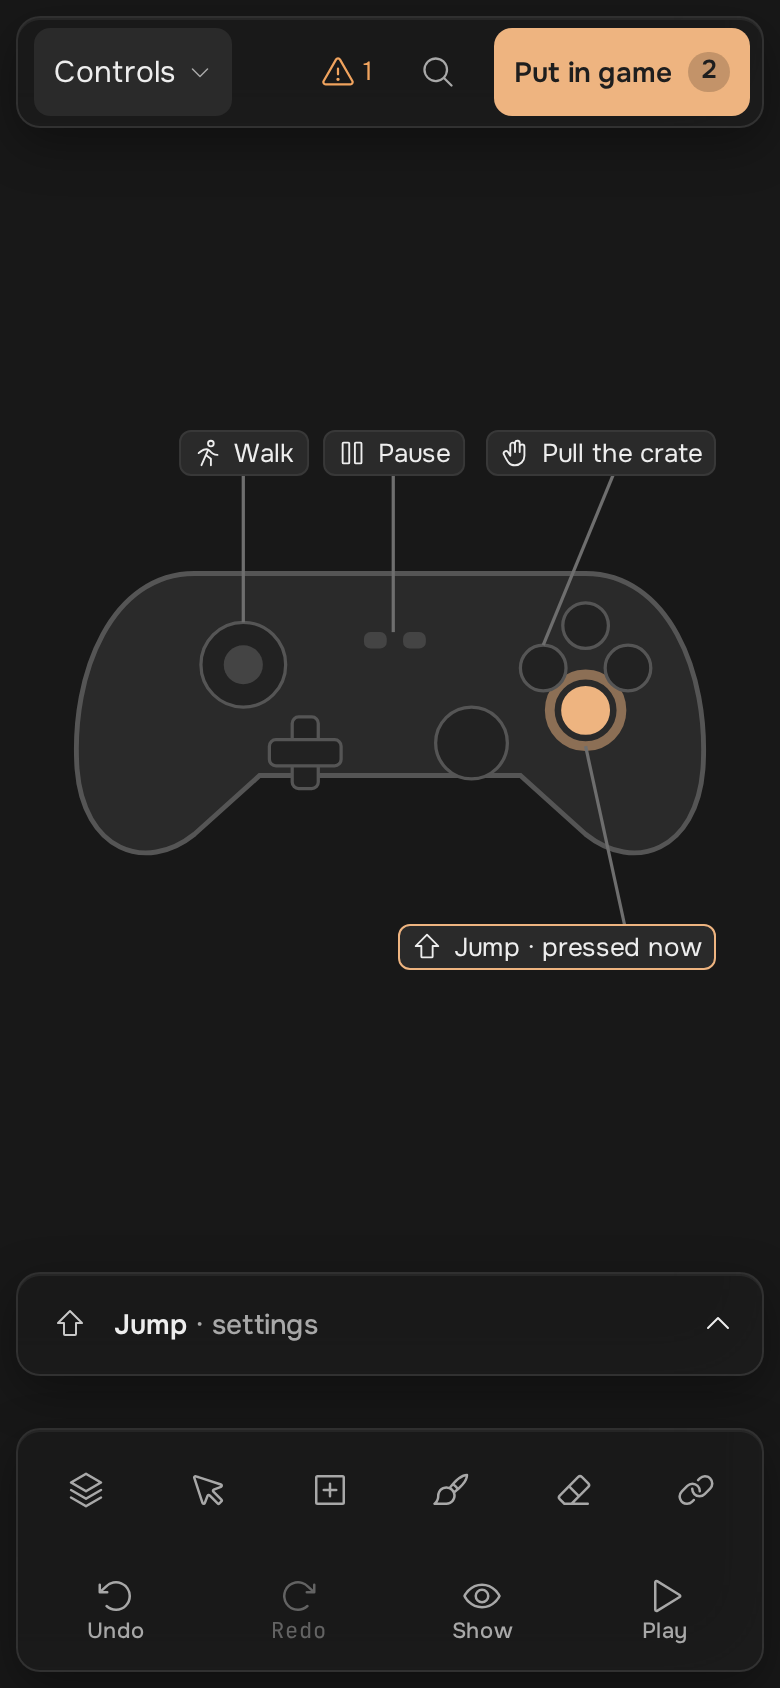 Controls
1
Put in game 2
Walk
Pause
Pull the crate
Jump · pressed now
Jump · settings
Undo
Redo
Show
Play